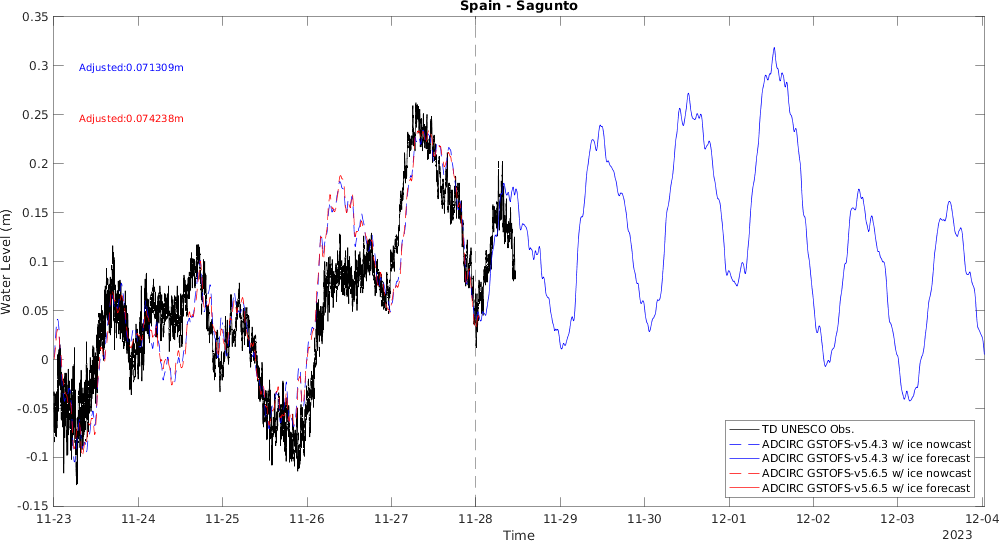 Spain - Sagunto
0.35
0.3
0.25
0.2
0.15
0.1
0.05
0
-0.05
-0.1
-0.15
Water Level (m)
Adjusted:0.071309m
Adjusted:0.074238m
TD UNESCO Obs.
ADCIRC GSTOFS-v5.4.3 w/ ice nowcast
ADCIRC GSTOFS-v5.4.3 w/ ice forecast
ADCIRC GSTOFS-v5.6.5 w/ ice nowcast
ADCIRC GSTOFS-v5.6.5 w/ ice forecast
11-23 11-24 11-25 11-26 11-27 11-28 11-29 11-30 12-01 12-02 12-03 12-04
Time
2023